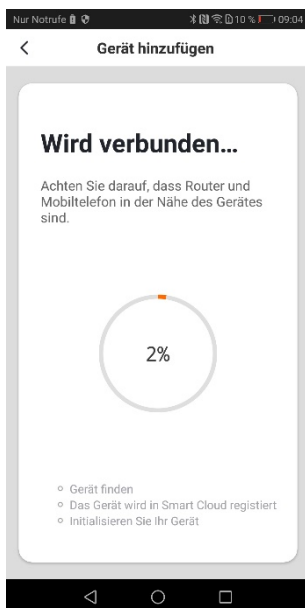 Nur Notrufe 10 % 09:04
Gerät hinzufügen
Wird verbunden...
Achten Sie darauf, dass Router und
Mobiltelefon in der Nähe des Gerätes
sind.
2%
Gerät finden
Das Gerät wird in Smart Cloud registiert
Initialisieren Sie Ihr Gerät